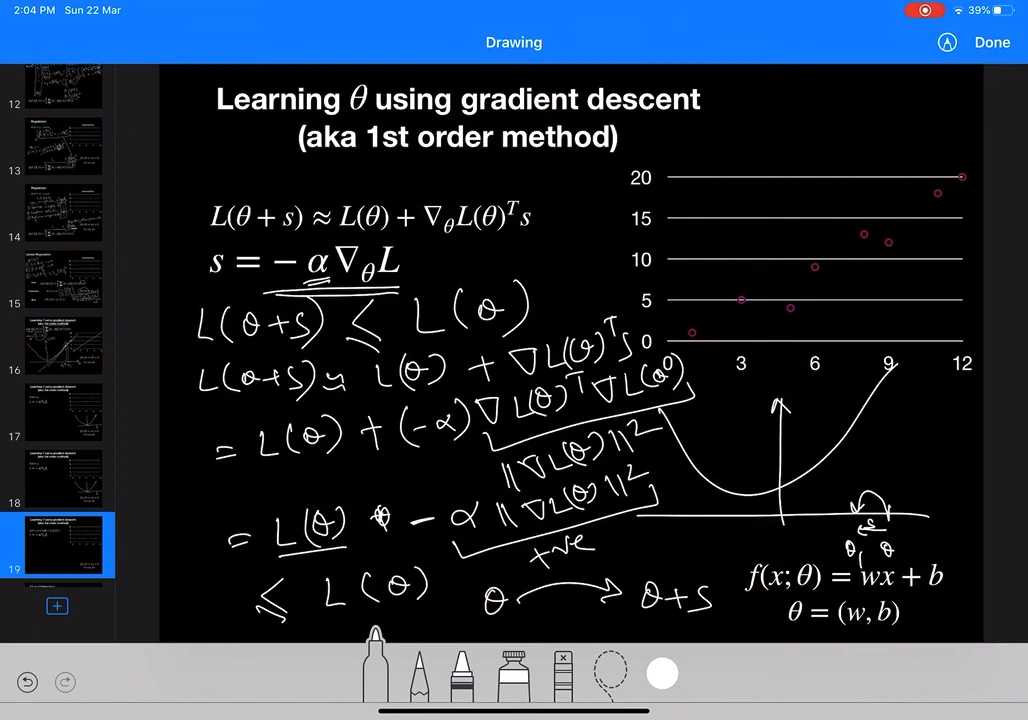 2:04 PM Sun 22 Mar
39%
Drawing
Done
Learning θ using gradient descent
(aka 1st order method)
L(θ + s) ≈ L(θ) + ∇θL(θ)ᵀs
s = − α∇θL
L(θ+s) ≤ L(θ)
L(θ+s) ≈ L(θ) + ∇L(θ)ᵀs
= L(θ) + (-α) ∇L(θ)ᵀ∇L(θ)
||∇L(θ)||²
= L(θ) - α ||∇L(θ)||²
+ve
≤ L(θ)
θ → θ+s
20
15
10
5
0
0 3 6 9 12
s
θ₁ θ
f(x; θ) = wx + b
θ = (w, b)
12
13
14
15
16
17
18
19